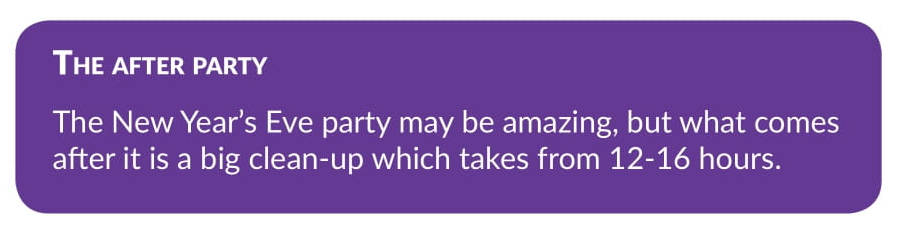 THE AFTER PARTY
The New Year’s Eve party may be amazing, but what comes
after it is a big clean-up which takes from 12-16 hours.